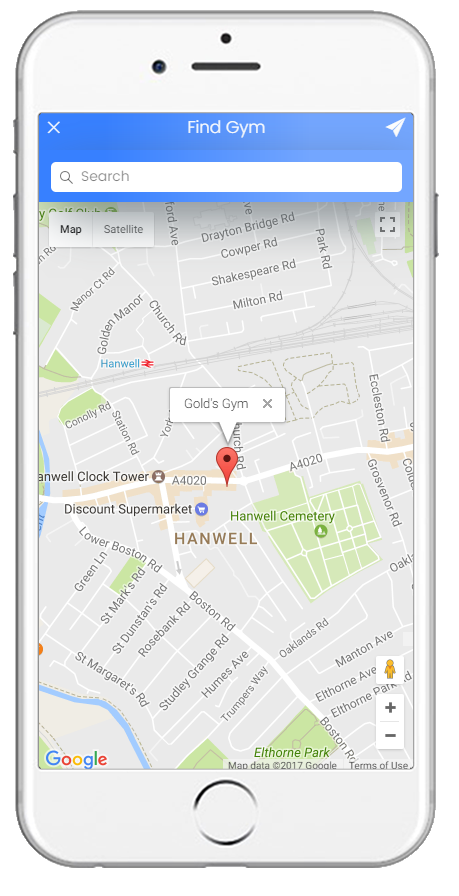 Find Gym
Search
Golf Club
Map
Satellite
Drayton Bridge Rd
Cowper Rd
Park Rd
Shakespeare Rd
Milton Rd
Manor Ct Rd
Golden Manor
Church Rd
Hanwell
Eccleston Rd
Gold's Gym
Conolly Rd
Station Rd
A4020
Grosvenor Rd
anwell Clock Tower
A4020
Discount Supermarket
Hanwell Cemetery
HANWELL
Lower Boston Rd
Green Ln
St Mark's Rd
St Dunstan's Rd
Rosebank Rd
Boston Rd
Oaklands Rd
Manton Ave
St Margaret's Rd
Studley Grange Rd
Humes Ave
Trumpers Way
Elthorne Ave
Elthorne Park
Boston Rd
Elthorne Park
Google
Map data ©2017 Google
Terms of Use